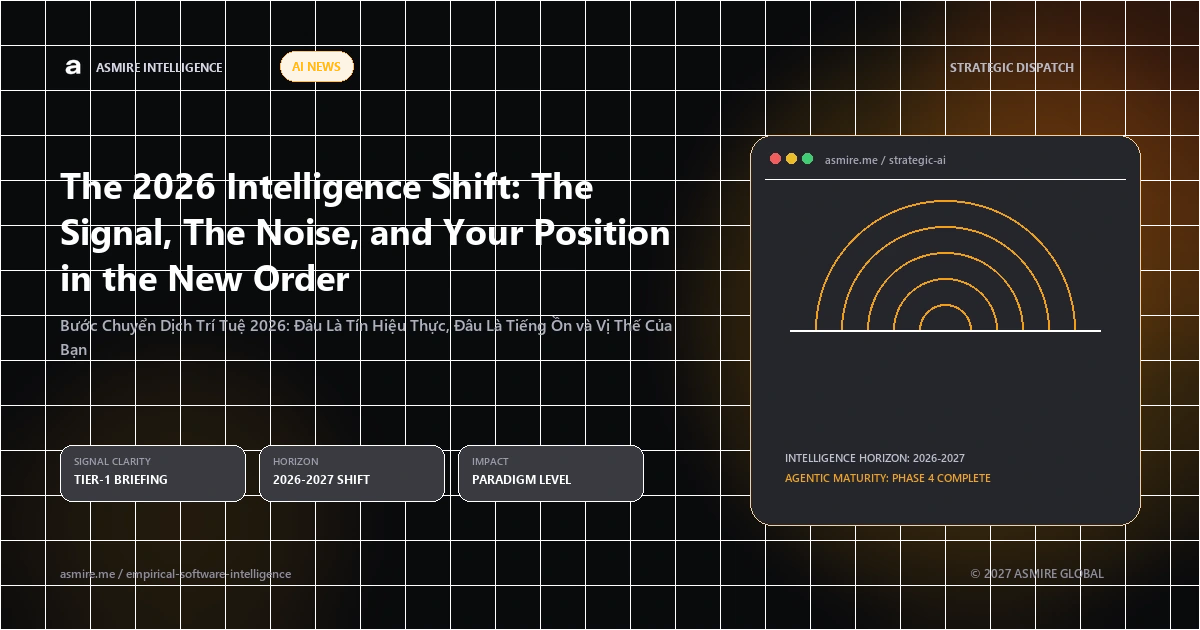 a ASMIRE INTELLIGENCE
AI NEWS
STRATEGIC DISPATCH
The 2026 Intelligence Shift: The
Signal, The Noise, and Your Position
in the New Order
Bước Chuyển Dịch Trí Tuệ 2026: Đâu Là Tín Hiệu Thực, Đâu Là Tiếng Ồn và Vị Thế Của
Bạn
SIGNAL CLARITY
TIER-1 BRIEFING
HORIZON
2026-2027 SHIFT
IMPACT
PARADIGM LEVEL
asmire.me / strategic-ai
INTELLIGENCE HORIZON: 2026-2027
AGENTIC MATURITY: PHASE 4 COMPLETE
asmire.me / empirical-software-intelligence
© 2027 ASMIRE GLOBAL